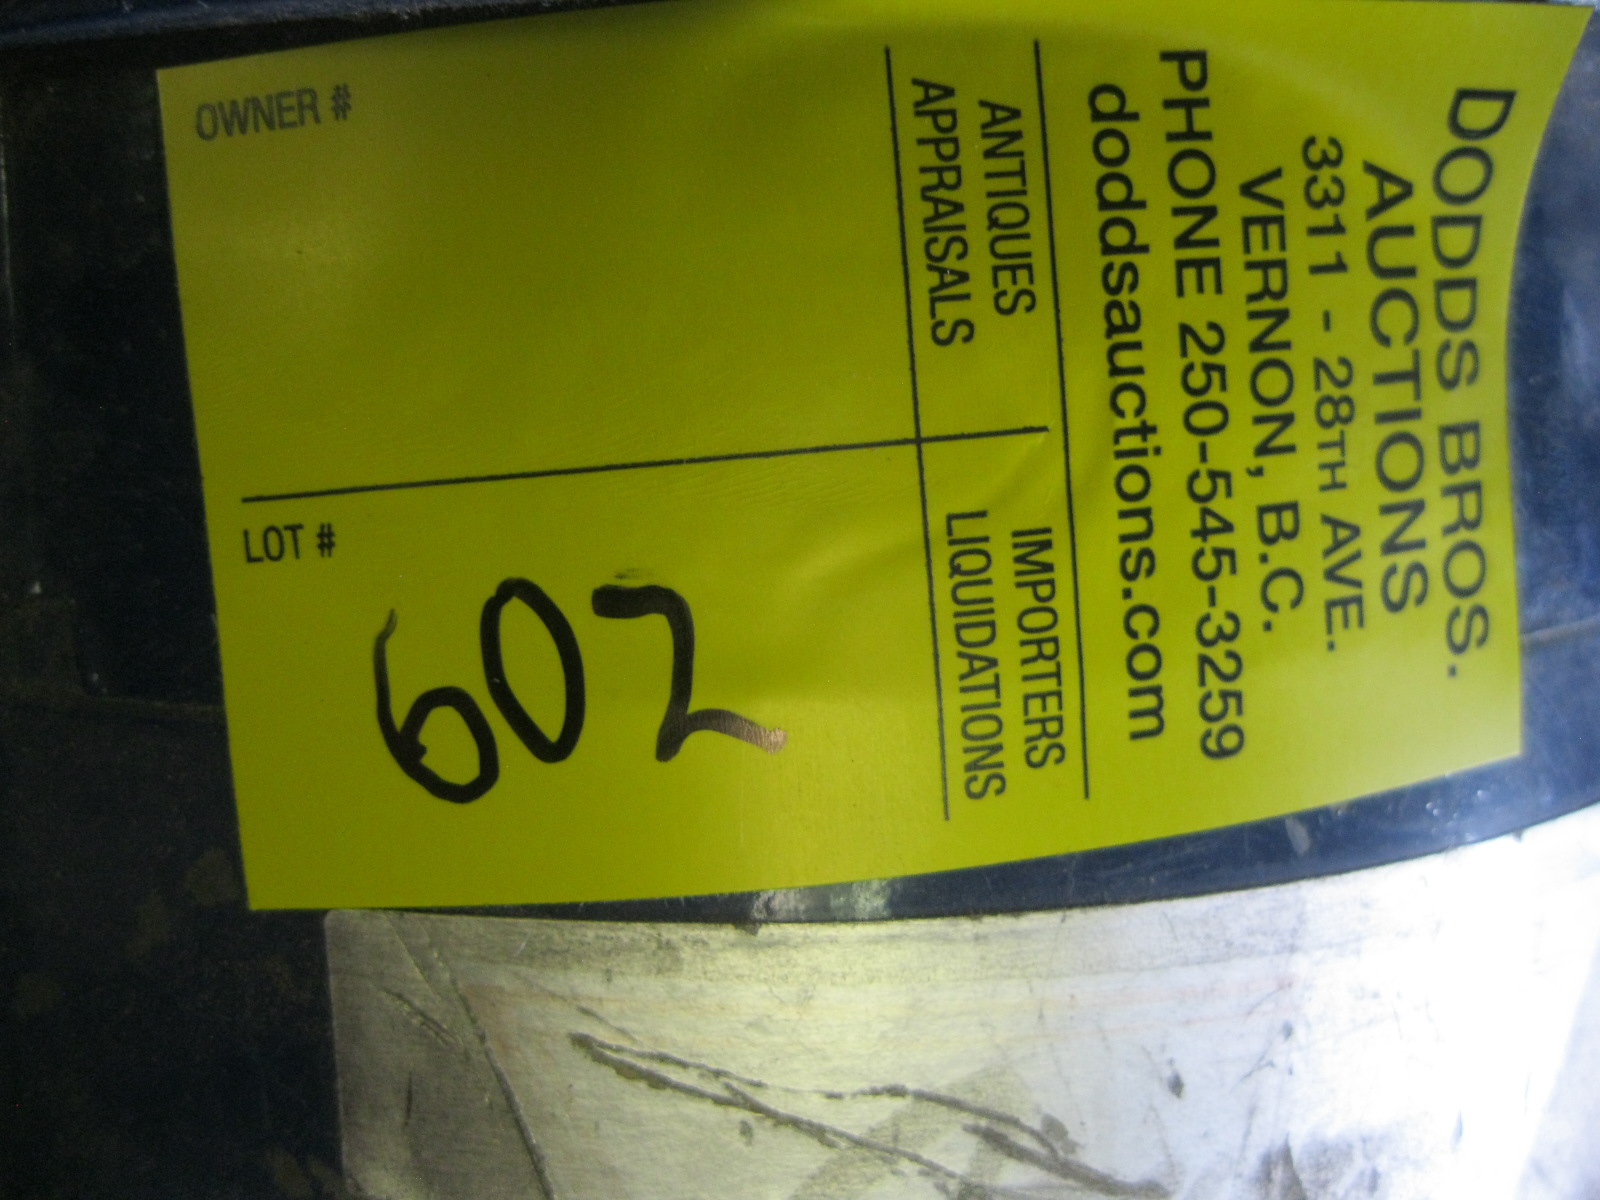 DODDS BROS.
AUCTIONS
3311 - 28TH AVE.
VERNON, B.C.
PHONE 250-545-3259
doddsauctions.com
ANTIQUES
APPRAISALS
IMPORTERS
LIQUIDATIONS
OWNER #
LOT #
602